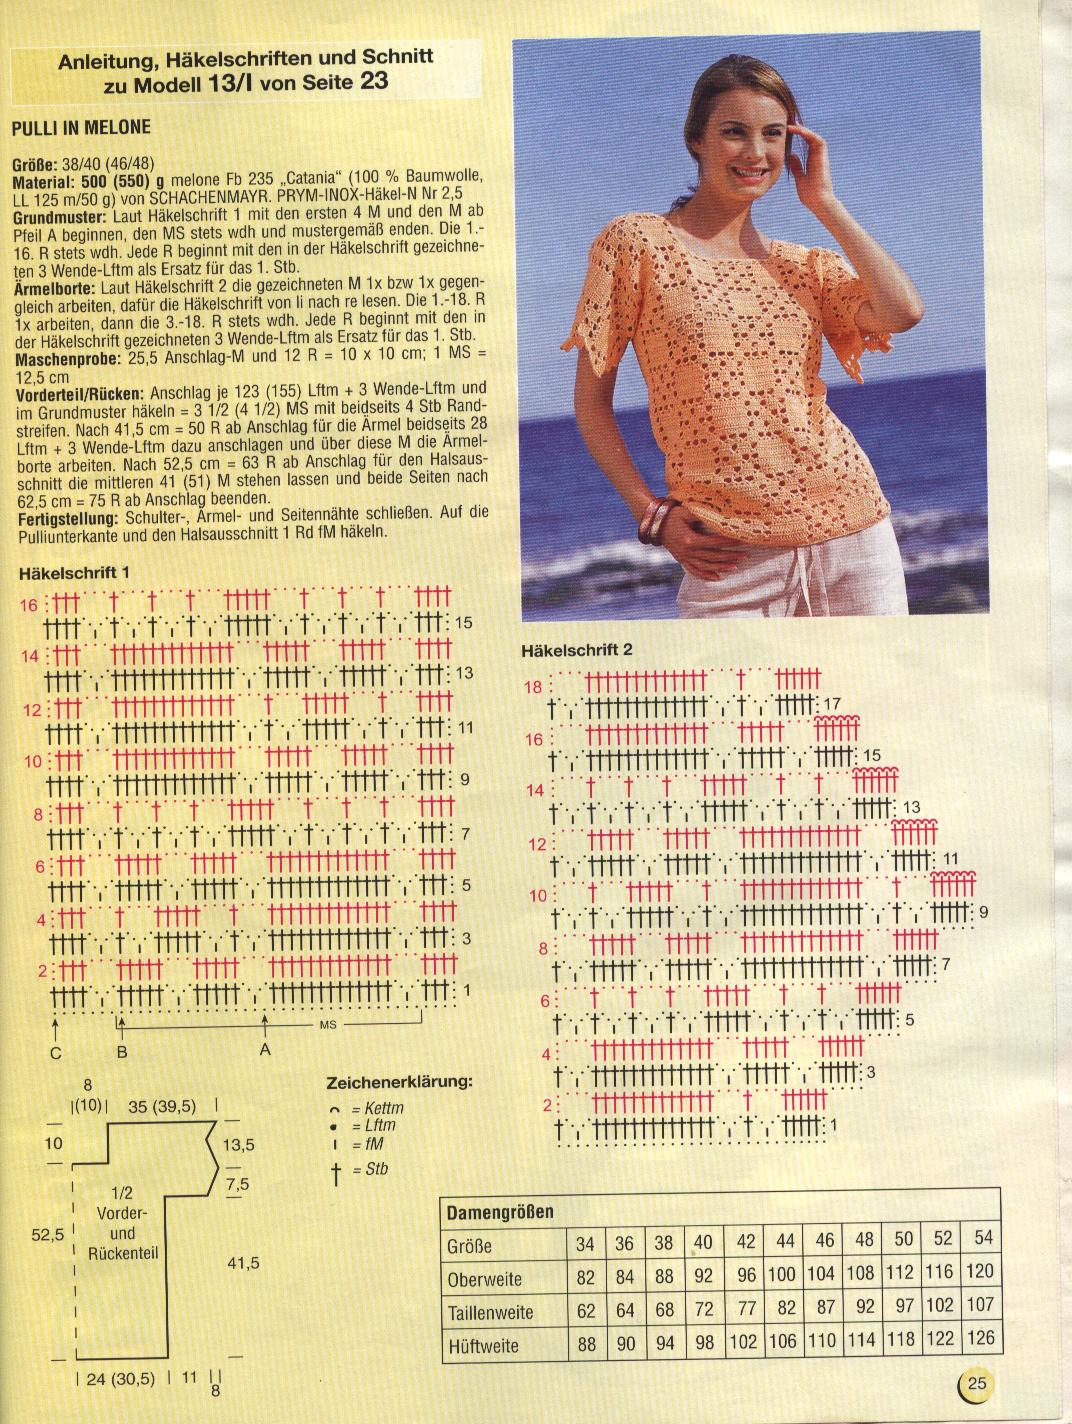 Anleitung, Häkelschriften und Schnitt
zu Modell 13/I von Seite 23
PULLI IN MELONE
Größe: 38/40 (46/48)
Material: 500 (550) g melone Fb 235 „Catania“ (100 % Baumwolle,
LL 125 m/50 g) von SCHACHENMAYR. PRYM-INOX-Häkel-N Nr 2,5
Grundmuster: Laut Häkelschrift 1 mit den ersten 4 M und den M ab
Pfeil A beginnen, den MS stets wdh und mustergemäß enden. Die 1.-
16. R stets wdh. Jede R beginnt mit den in der Häkelschrift gezeichne-
ten 3 Wende-Lftm als Ersatz für das 1. Stb.
Ärmelborte: Laut Häkelschrift 2 die gezeichneten M 1x bzw 1x gegen-
gleich arbeiten, dafür die Häkelschrift von li nach re lesen. Die 1.-18. R
1x arbeiten, dann die 3.-18. R stets wdh. Jede R beginnt mit den in
der Häkelschrift gezeichneten 3 Wende-Lftm als Ersatz für das 1. Stb.
Maschenprobe: 25,5 Anschlag-M und 12 R = 10 x 10 cm; 1 MS =
12,5 cm
Vorderteil/Rücken: Anschlag je 123 (155) Lftm + 3 Wende-Lftm und
im Grundmuster häkeln = 3 1/2 (4 1/2) MS mit beidseits 4 Stb Rand-
streifen. Nach 41,5 cm = 50 R ab Anschlag für die Ärmel beidseits 28
Lftm + 3 Wende-Lftm dazu anschlagen und über diese M die Ärmel-
borte arbeiten. Nach 52,5 cm = 63 R ab Anschlag für den Halsaus-
schnitt die mittleren 41 (51) M stehen lassen und beide Seiten nach
62,5 cm = 75 R ab Anschlag beenden.
Fertigstellung: Schulter-, Ärmel- und Seitennähte schließen. Auf die
Pulliunterkante und den Halsausschnitt 1 Rd fM häkeln.
Häkelschrift 1
16
15
14
13
12
11
10
9
8
7
6
5
4
3
2
1
MS
C B A
Häkelschrift 2
18
17
16
15
14
13
12
11
10
9
8
7
6
5
4
3
2
1
8
(10) 35 (39,5)
10
13,5
7,5
1/2
Vorder-
und
Rückenteil
52,5
41,5
24 (30,5) 11
8
Zeichenerklärung:
= Kettm
= Lftm
= fM
= Stb
Damengrößen
Größe 34 36 38 40 42 44 46 48 50 52 54
Oberweite 82 84 88 92 96 100 104 108 112 116 120
Taillenweite 62 64 68 72 77 82 87 92 97 102 107
Hüftweite 88 90 94 98 102 106 110 114 118 122 126
25